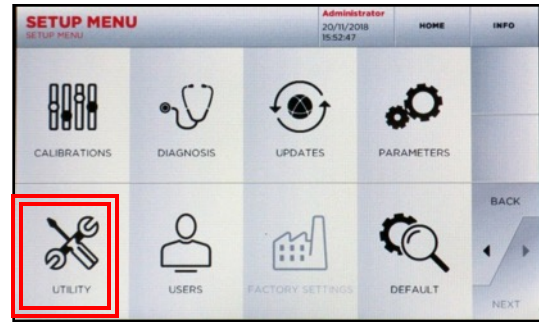 SETUP MENU
SETUP MENU
Administrator
20/11/2018
15:52:47
HOME
INFO
CALIBRATIONS
DIAGNOSIS
UPDATES
PARAMETERS
BACK
UTILITY
USERS
FACTORY SETTINGS
DEFAULT
NEXT